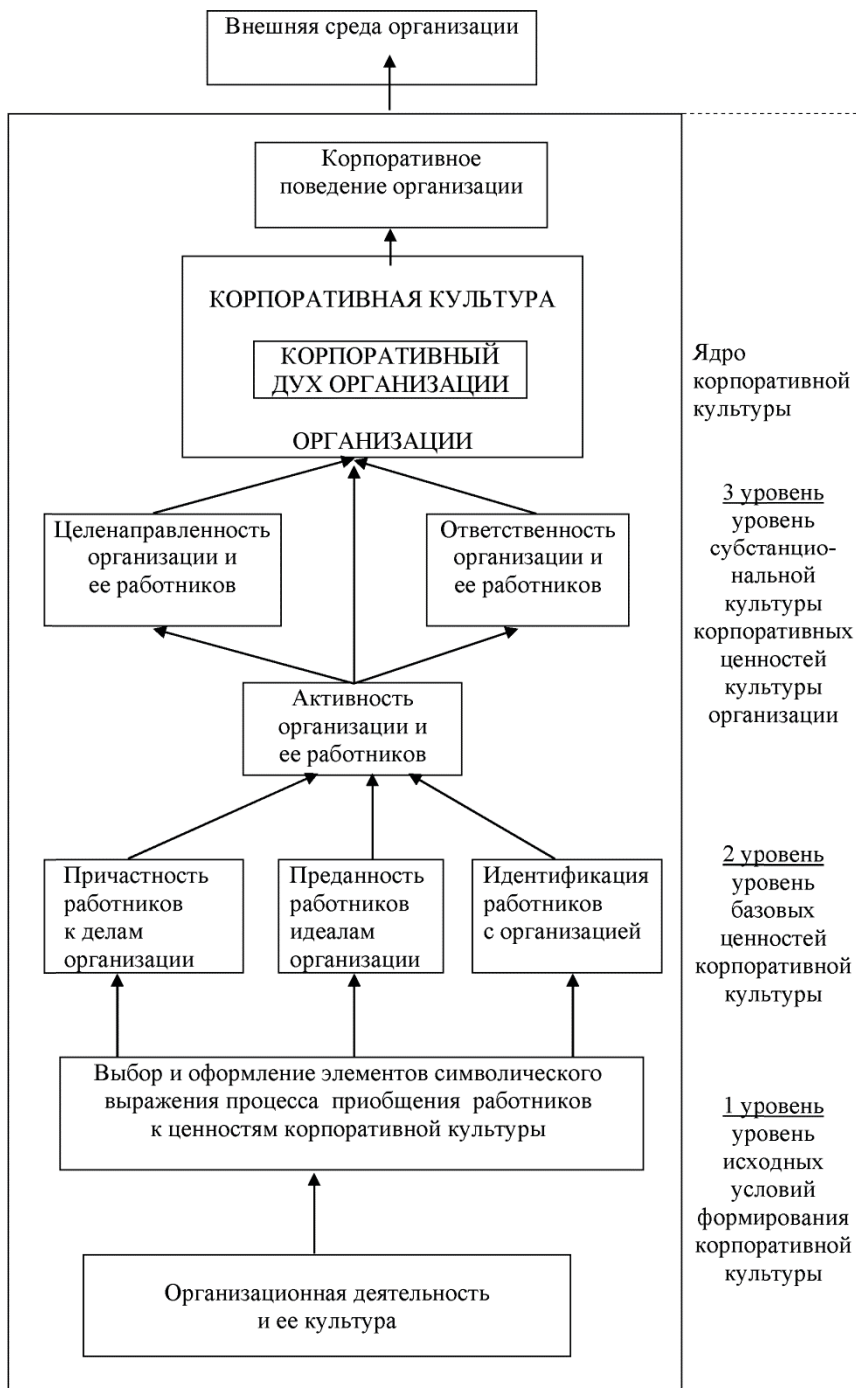 Внешняя среда организации
Корпоративное
поведение организации
КОРПОРАТИВНАЯ КУЛЬТУРА
КОРПОРАТИВНЫЙ
ДУХ ОРГАНИЗАЦИИ
ОРГАНИЗАЦИИ
Ядро
корпоративной
культуры
Целенаправленность
организации и
ее работников
Ответственность
организации и
ее работников
3 уровень
уровень
субстанцио-
нальной
культуры
корпоративных
ценностей
культуры
организации
Активность
организации и
ее работников
Причастность
работников
к делам
организации
Преданность
работников
идеалам
организации
Идентификация
работников
с организацией
2 уровень
уровень
базовых
ценностей
корпоративной
культуры
Выбор и оформление элементов символического
выражения процесса приобщения работников
к ценностям корпоративной культуры
1 уровень
уровень
исходных
условий
формирования
корпоративной
культуры
Организационная деятельность
и ее культура